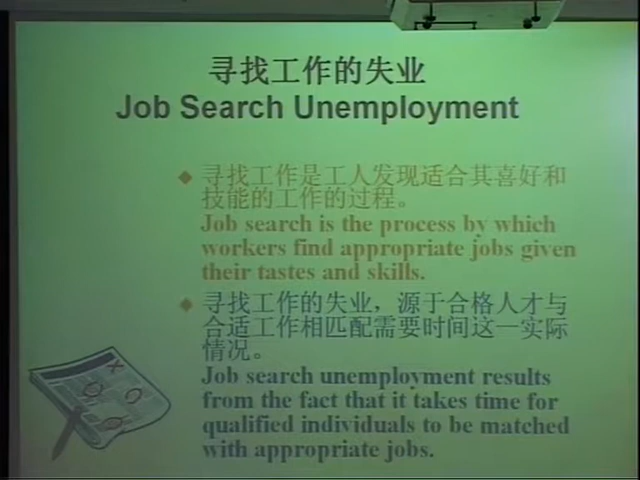 寻找工作的失业
Job Search Unemployment
寻找工作是工人发现适合其喜好和
技能的工作的过程。
Job search is the process by which
workers find appropriate jobs given
their tastes and skills.
寻找工作的失业，源于合格人才与
合适工作相匹配需要时间这一实际
情况。
Job search unemployment results
from the fact that it takes time for
qualified individuals to be matched
with appropriate jobs.